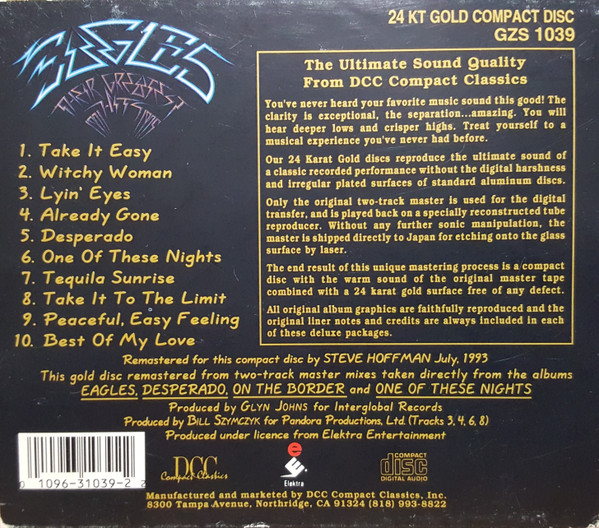 24 KT GOLD COMPACT DISC
GZS 1039
EAGLES
THEIR GREATEST
HITS
1. Take It Easy
2. Witchy Woman
3. Lyin' Eyes
4. Already Gone
5. Desperado
6. One Of These Nights
7. Tequila Sunrise
8. Take It To The Limit
9. Peaceful, Easy Feeling
10. Best Of My Love
The Ultimate Sound Quality
From DCC Compact Classics
You've never heard your favorite music sound this good! The
clarity is exceptional, the separation...amazing. You will
hear deeper lows and crisper highs. Treat yourself to a
musical experience you've never had before.
Our 24 Karat Gold discs reproduce the ultimate sound of
a classic recorded performance without the digital harshness
and irregular plated surfaces of standard aluminum discs.
Only the original two-track master is used for the digital
transfer, and is played back on a specially reconstructed tube
reproducer. Without any further sonic manipulation, the
master is shipped directly to Japan for etching onto the glass
surface by laser.
The end result of this unique mastering process is a compact
disc with the warm sound of the original master tape
combined with a 24 karat gold surface free of any defect.
All original album graphics are faithfully reproduced and the
original liner notes and credits are always included in each
of these deluxe packages.
Remastered for this compact disc by STEVE HOFFMAN July, 1993
This gold disc remastered from two-track master mixes taken directly from the albums
EAGLES, DESPERADO, ON THE BORDER and ONE OF THESE NIGHTS
Produced by GLYN JOHNS for Interglobal Records
Produced by BILL SZYMCZYK for Pandora Productions, Ltd. (Tracks 3, 4, 6, 8)
Produced under licence from Elektra Entertainment
0 1096-31039-2 2
DCC
Compact Classics
e
Elektra
COMPACT
disc
DIGITAL AUDIO
Manufactured and marketed by DCC Compact Classics, Inc.
8300 Tampa Avenue, Northridge, CA 91324 (818) 993-8822